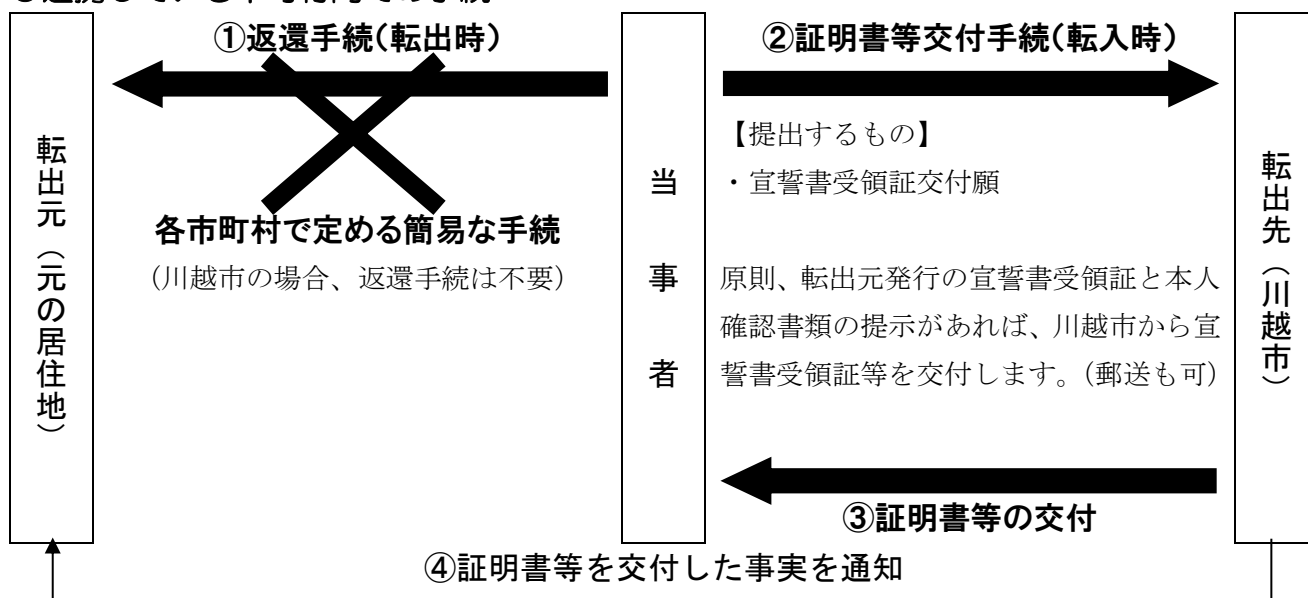 ①返還手続(転出時)
②証明書等交付手続(転入時)
転出元（元の居住地）
各市町村で定める簡易な手続
（川越市の場合、返還手続は不要）
当事者
【提出するもの】
・宣誓書受領証交付願
原則、転出元発行の宣誓書受領証と本人
確認書類の提示があれば、川越市から宣
誓書受領証等を交付します。（郵送も可）
転出先（川越市）
③証明書等の交付
④証明書等を交付した事実を通知